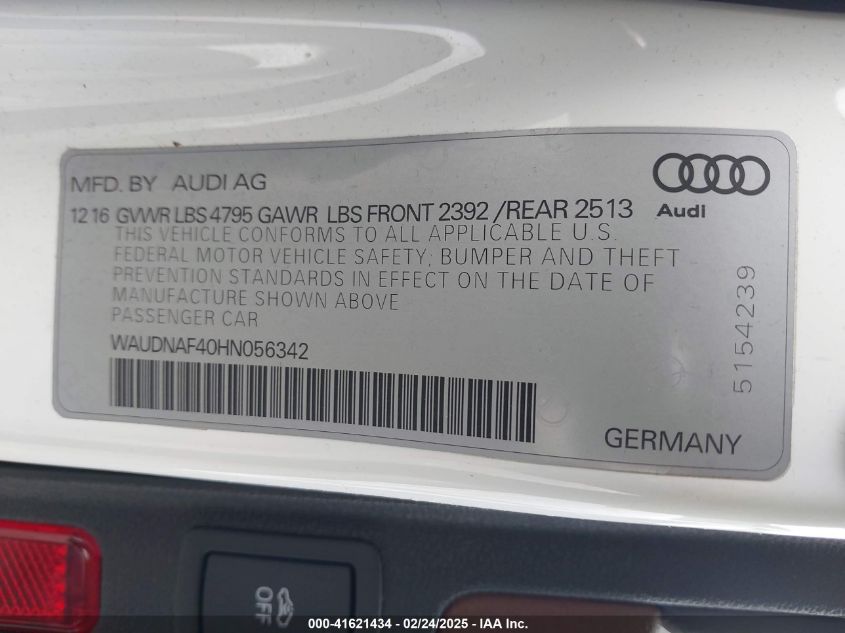 MFD. BY AUDI AG
12 16 GVWR LBS 4795 GAWR LBS FRONT 2392 /REAR 2513
Audi
THIS VEHICLE CONFORMS TO ALL APPLICABLE U.S.
FEDERAL MOTOR VEHICLE SAFETY, BUMPER AND THEFT
PREVENTION STANDARDS IN EFFECT ON THE DATE OF
MANUFACTURE SHOWN ABOVE
PASSENGER CAR
WAUDNAF40HN056342
5154239
GERMANY
OFF
000-41621434 - 02/24/2025 - IAA Inc.